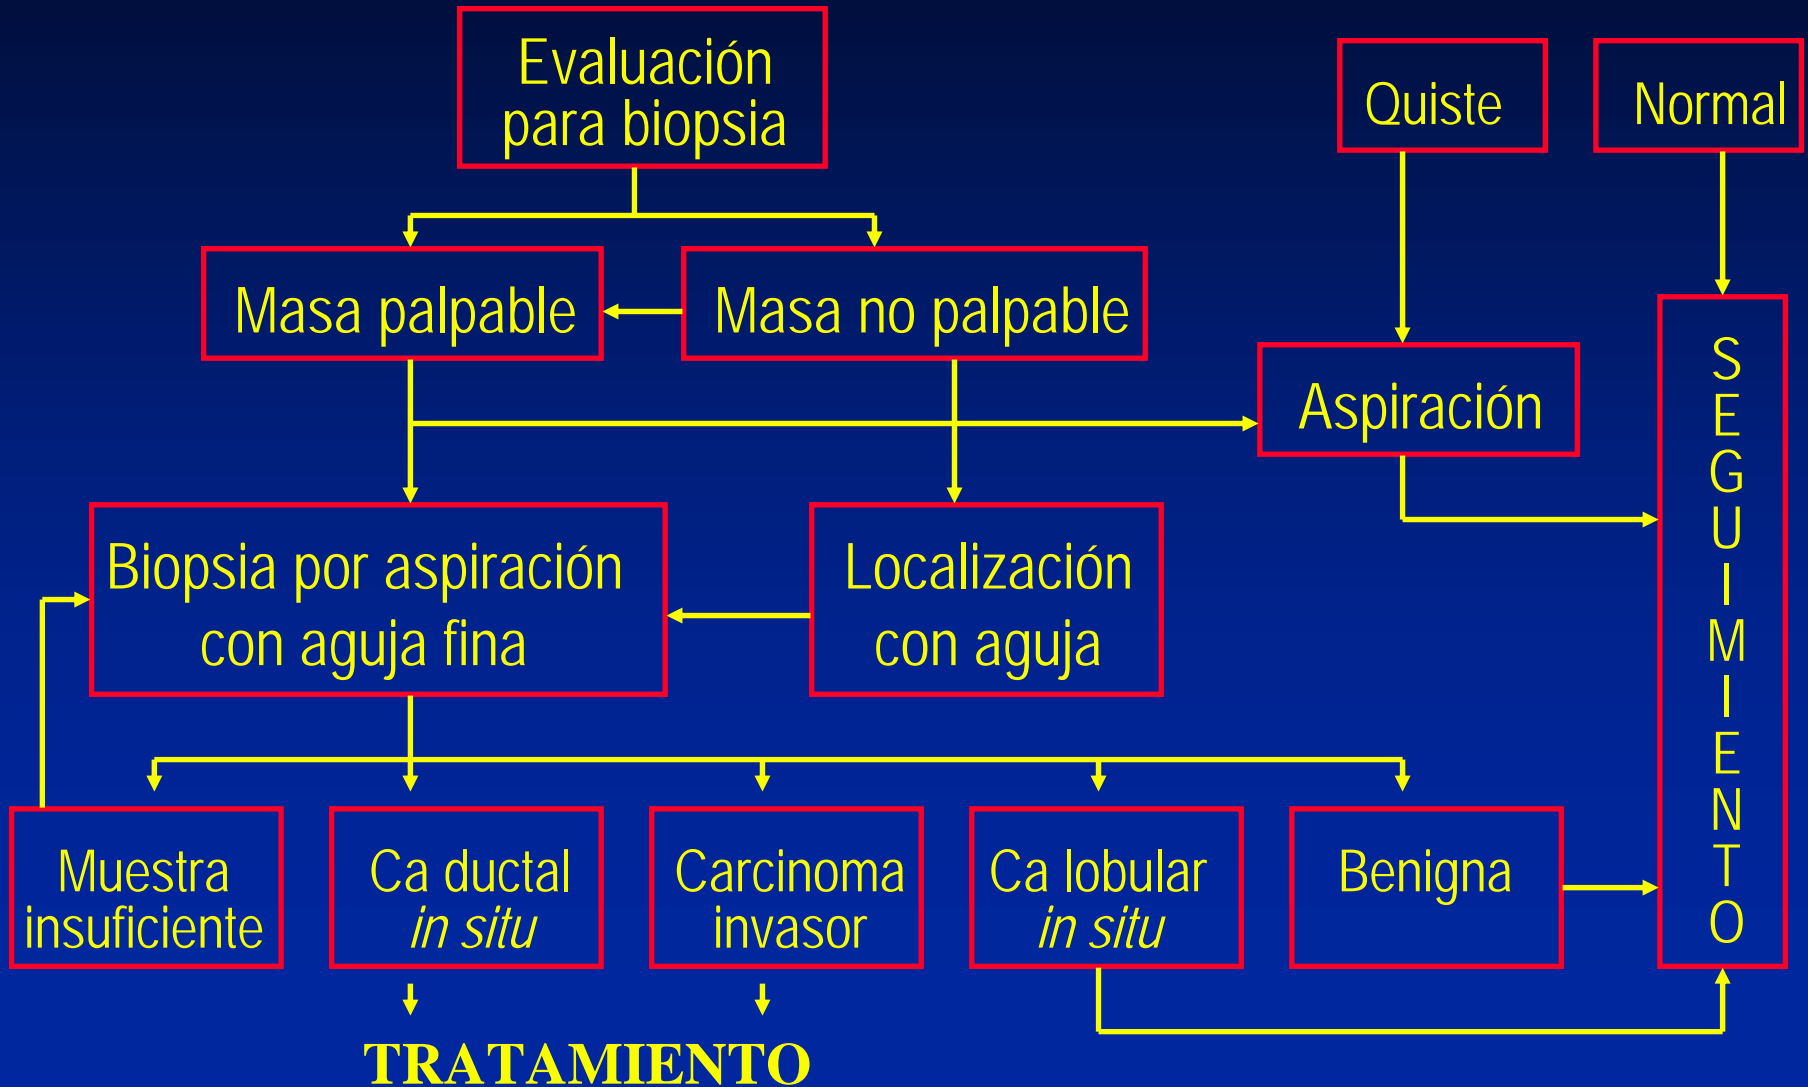 Evaluación
para biopsia
Quiste
Normal
Masa palpable
Masa no palpable
Aspiración
SEGUIMIENTO
Biopsia por aspiración
con aguja fina
Localización
con aguja
Muestra
insuficiente
Ca ductal
in situ
Carcinoma
invasor
Ca lobular
in situ
Benigna
TRATAMIENTO